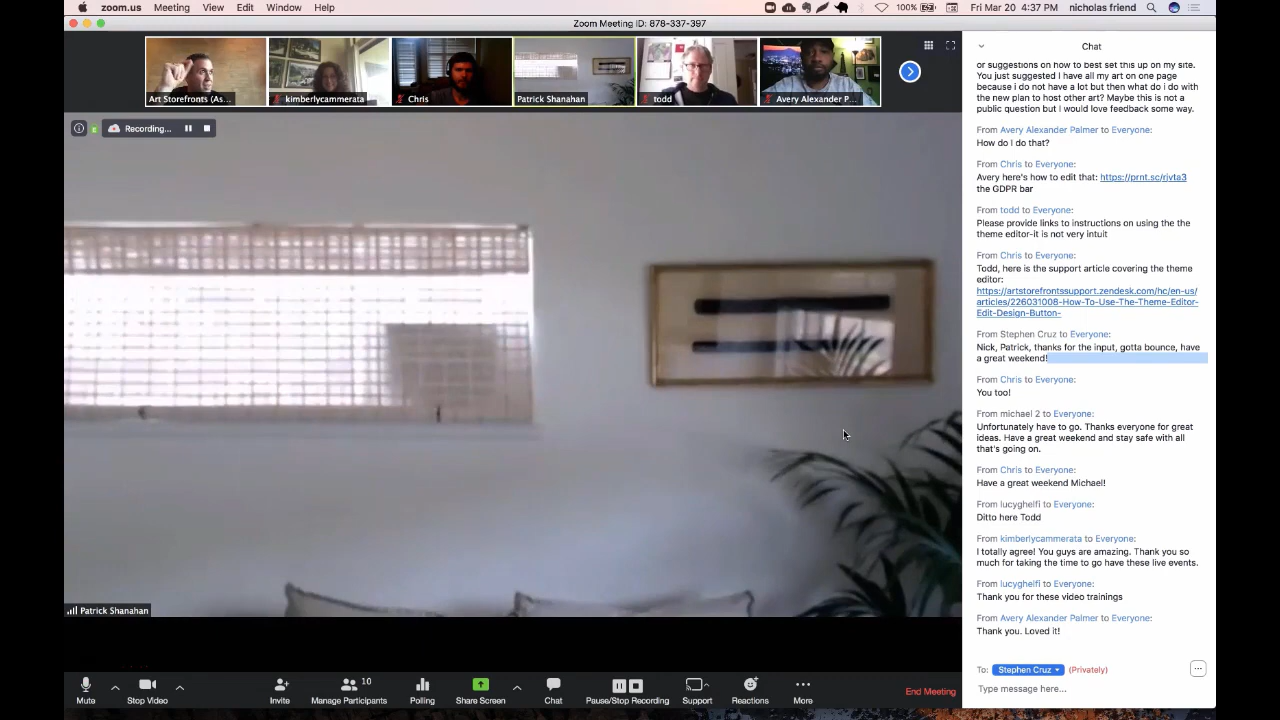 zoom.us Meeting View Edit Window Help
100%
Fri Mar 20 4:37 PM nicholas friend
Zoom Meeting ID: 878-337-397
Art Storefronts (As...
kimberlycammerata
Chris
Patrick Shanahan
todd
Avery Alexander P...
Recording...
Patrick Shanahan
Chat
or suggestions on how to best set this up on my site.
You just suggested I have all my art on one page
because i do not have a lot but then what do i do with
the new plan to host other art? Maybe this is not a
public question but I would love feedback some way.
From Avery Alexander Palmer to Everyone:
How do I do that?
From Chris to Everyone:
Avery here's how to edit that: https://prnt.sc/rjvta3
the GDPR bar
From todd to Everyone:
Please provide links to instructions on using the the
theme editor-it is not very intuit
From Chris to Everyone:
Todd, here is the support article covering the theme
editor:
https://artstorefrontssupport.zendesk.com/hc/en-us/
articles/226031008-How-To-Use-The-Theme-Editor-
Edit-Design-Button-
From Stephen Cruz to Everyone:
Nick, Patrick, thanks for the input, gotta bounce, have
a great weekend!
From Chris to Everyone:
You too!
From michael 2 to Everyone:
Unfortunately have to go. Thanks everyone for great
ideas. Have a great weekend and stay safe with all
that's going on.
From Chris to Everyone:
Have a great weekend Michael!
From lucyghelfi to Everyone:
Ditto here Todd
From kimberlycammerata to Everyone:
I totally agree! You guys are amazing. Thank you so
much for taking the time to go have these live events.
From lucyghelfi to Everyone:
Thank you for these video trainings
From Avery Alexander Palmer to Everyone:
Thank you. Loved it!
To: Stephen Cruz (Privately)
Type message here...
Mute
Stop Video
Invite
10
Manage Participants
Polling
Share Screen
Chat
Pause/Stop Recording
Support
Reactions
More
End Meeting